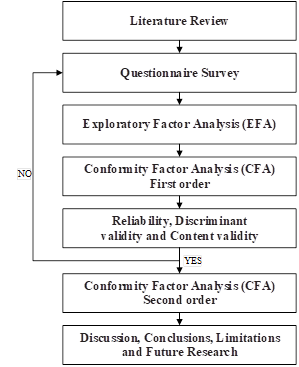 Literature Review
Questionnaire Survey
Exploratory Factor Analysis (EFA)
Conformity Factor Analysis (CFA)
First order
NO
Reliability, Discriminant
validity and Content validity
YES
Conformity Factor Analysis (CFA)
Second order
Discussion, Conclusions, Limitations
and Future Research